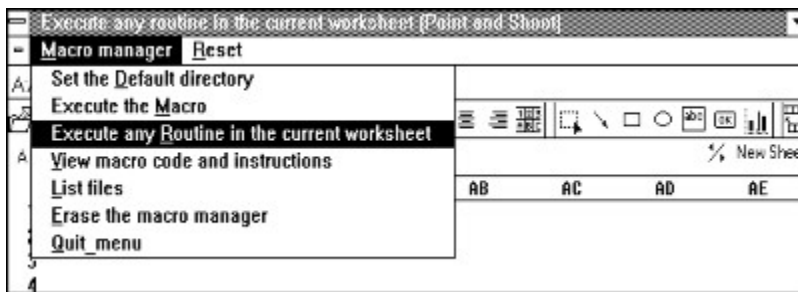 Execute any routine in the current worksheet (Point and Shoot)
Macro manager Reset
Set the Default directory
Execute the Macro
Execute any Routine in the current worksheet
View macro code and instructions
List files
Erase the macro manager
Quit_menu
abc OK
New Shee
AB AC AD AE
3
4